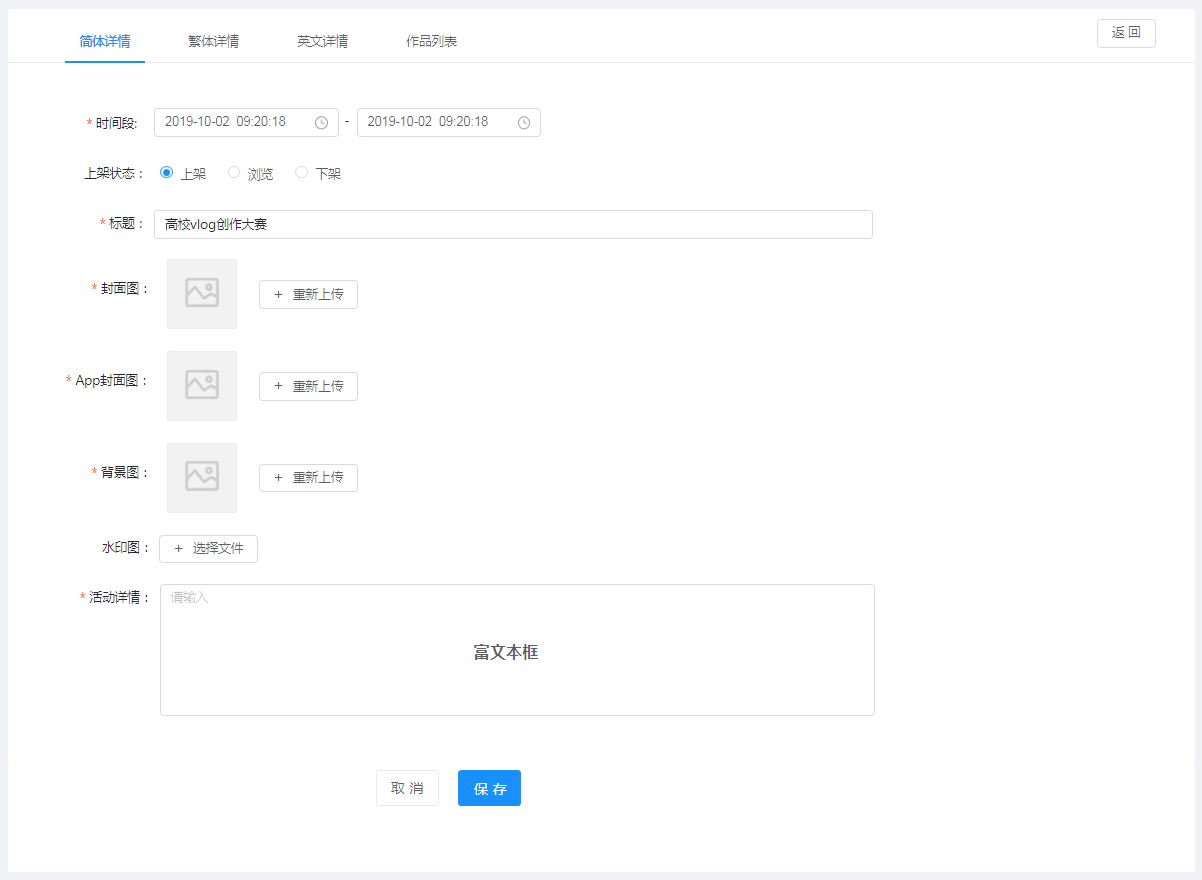 简体详情 繁体详情 英文详情 作品列表 返 回
* 时间段: 2019-10-02 09:20:18 - 2019-10-02 09:20:18
上架状态： 上架 浏览 下架
* 标题： 高校vlog创作大赛
* 封面图： + 重新上传
* App封面图： + 重新上传
* 背景图： + 重新上传
水印图： + 选择文件
* 活动详情： 请输入
富文本框
取 消 保 存